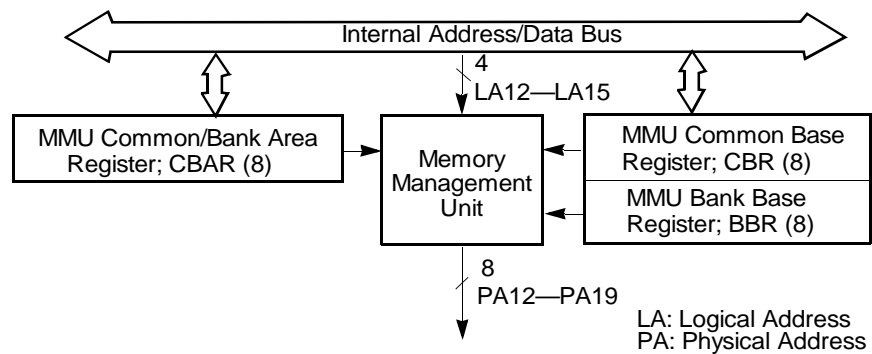 Internal Address/Data Bus
4
LA12—LA15
MMU Common/Bank Area
Register; CBAR (8)
Memory
Management
Unit
MMU Common Base
Register; CBR (8)
MMU Bank Base
Register; BBR (8)
8
PA12—PA19
LA: Logical Address
PA: Physical Address